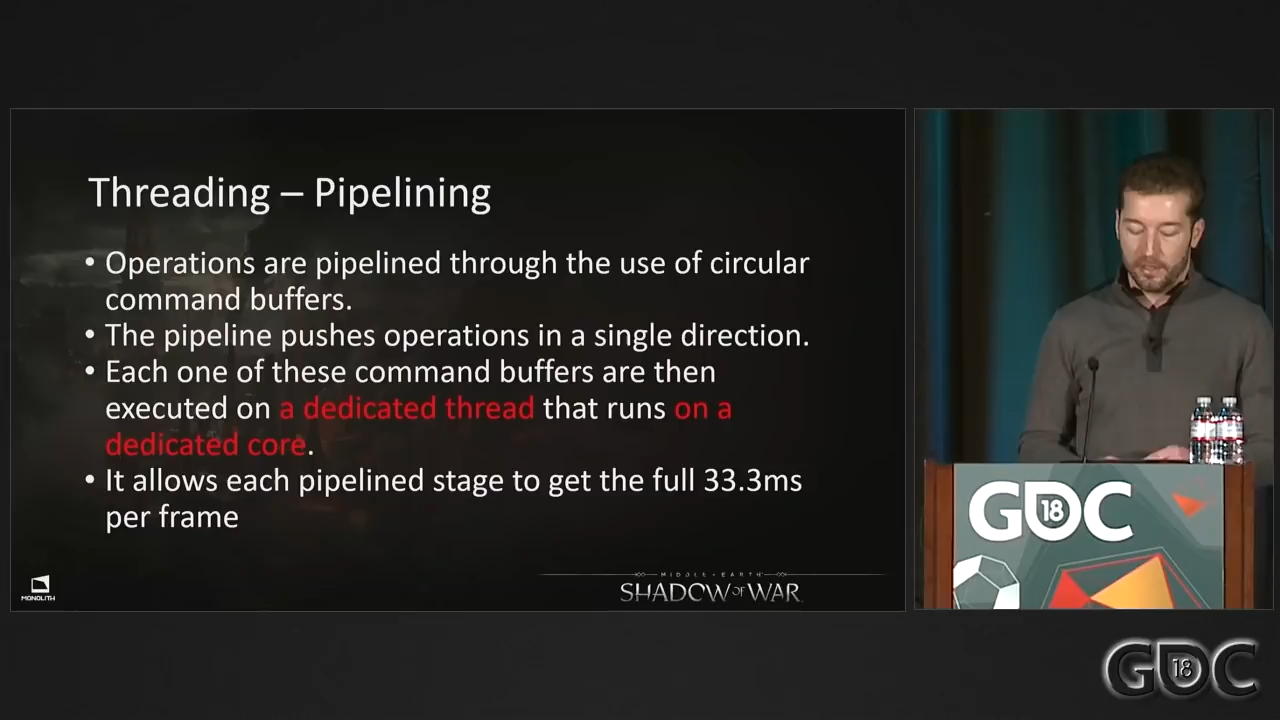 Threading – Pipelining
• Operations are pipelined through the use of circular
command buffers.
• The pipeline pushes operations in a single direction.
• Each one of these command buffers are then
executed on a dedicated thread that runs on a
dedicated core.
• It allows each pipelined stage to get the full 33.3ms
per frame
MONOLITH
MIDDLE-EARTH
SHADOW OF WAR
GDC 18
GDC 18